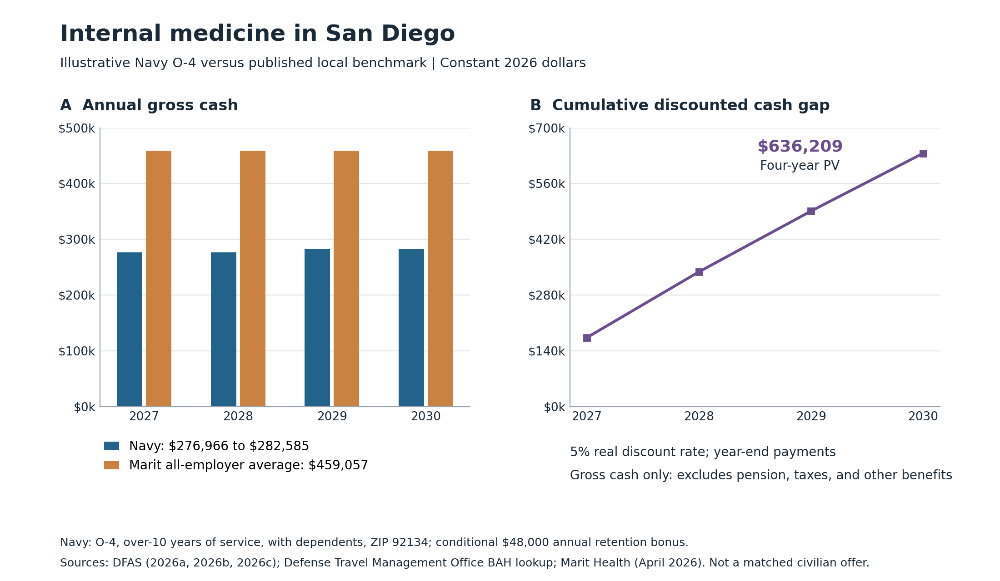 Internal medicine in San Diego
Illustrative Navy O-4 versus published local benchmark | Constant 2026 dollars
A  Annual gross cash
$500k
$400k
$300k
$200k
$100k
$0k
2027
2028
2029
2030
Navy: $276,966 to $282,585
Marit all-employer average: $459,057
B  Cumulative discounted cash gap
$700k
$560k
$420k
$280k
$140k
$0k
$636,209
Four-year PV
2027
2028
2029
2030
5% real discount rate; year-end payments
Gross cash only: excludes pension, taxes, and other benefits
Navy: O-4, over-10 years of service, with dependents, ZIP 92134; conditional $48,000 annual retention bonus.
Sources: DFAS (2026a, 2026b, 2026c); Defense Travel Management Office BAH lookup; Marit Health (April 2026). Not a matched civilian offer.